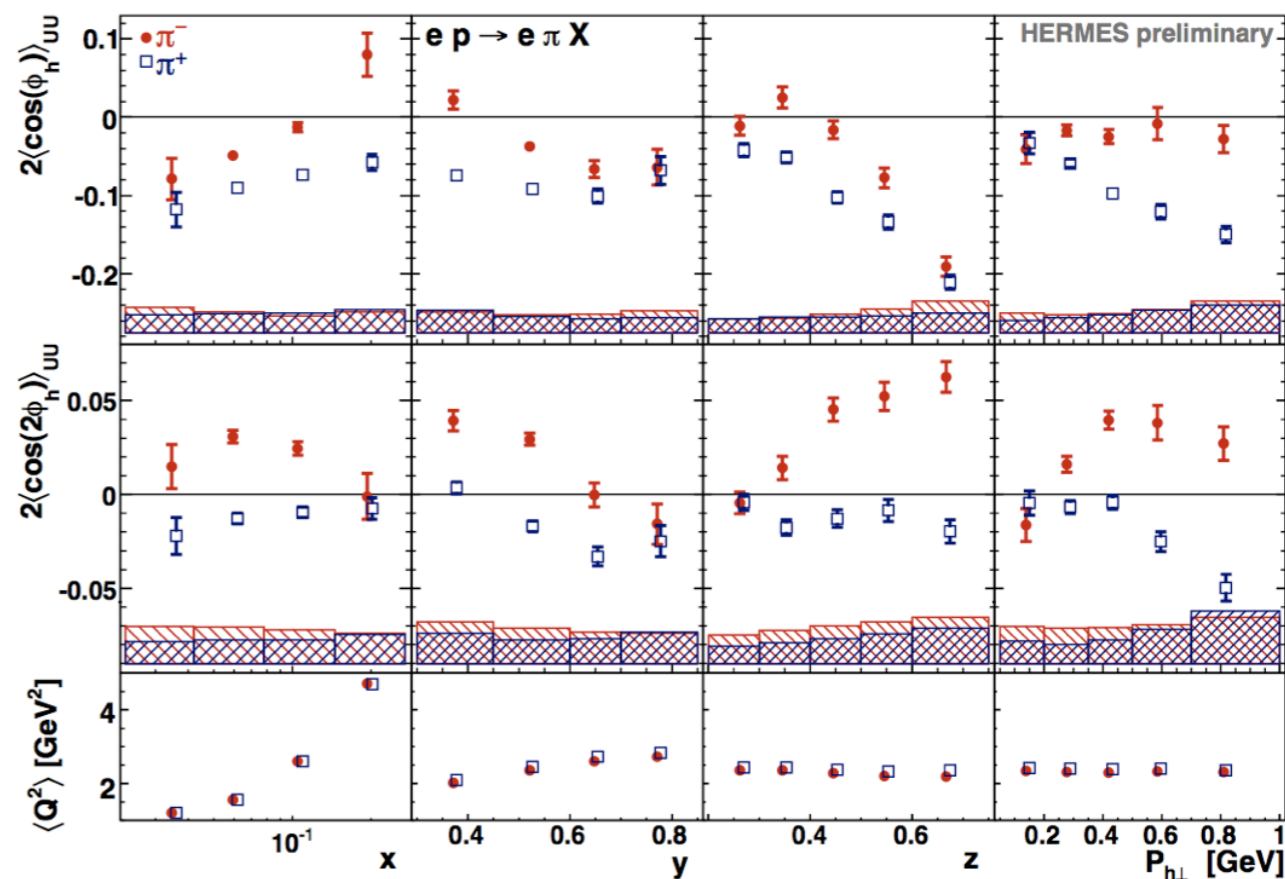 2⟨cos(ϕh)⟩UU
0.1
0
-0.1
-0.2
π⁻
π⁺
e p → e π X
HERMES preliminary
2⟨cos(2ϕh)⟩UU
0.05
0
-0.05
⟨Q²⟩ [GeV²]
4
2
10⁻¹
x
0.4 0.6 0.8
y
0.4 0.6
z
0.2 0.4 0.6 0.8 1
Ph⊥ [GeV]